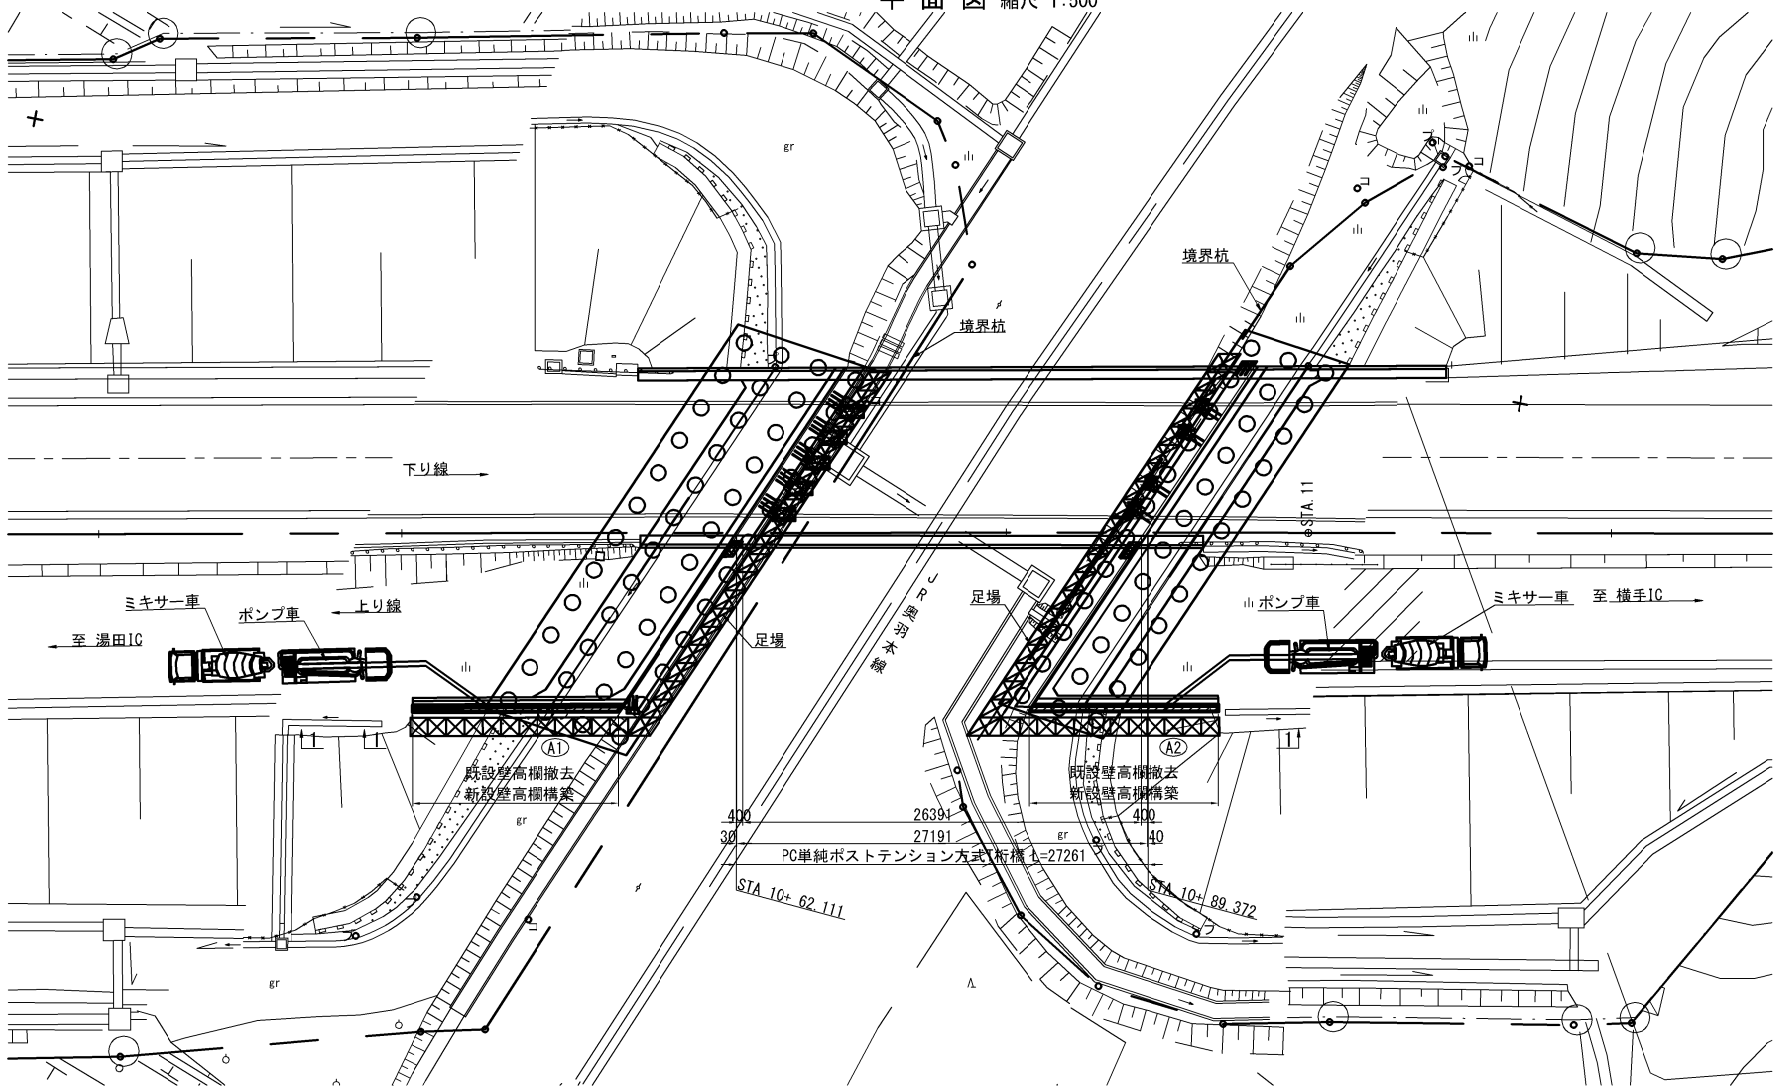 平 面 図 縮尺 1:500
gr
境界杭
境界杭
下り線
STA.11
JR奥羽本線
ミキサー車
ポンプ車
上り線
至 湯田IC
足場
足場
ポンプ車
ミキサー車
至 横手IC
1
1
A1
A2
1
既設壁高欄撤去
新設壁高欄構築
既設壁高欄撤去
新設壁高欄構築
gr
400
26391
400
30
27191
gr
40
PC単純ポストテンション方式T桁橋 L=27261
STA 10+ 62.111
STA 10+ 89.372
gr